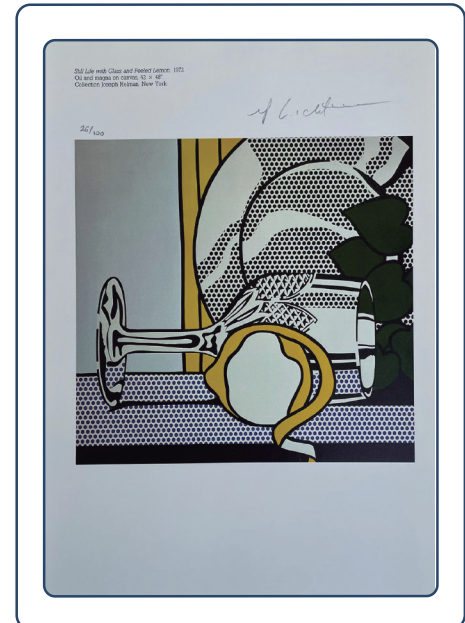 Still Life with Glass and Peeled Lemon, 1972
Oil and magna on canvas, 42 × 48"
Collection Joseph Helman, New York
26/100